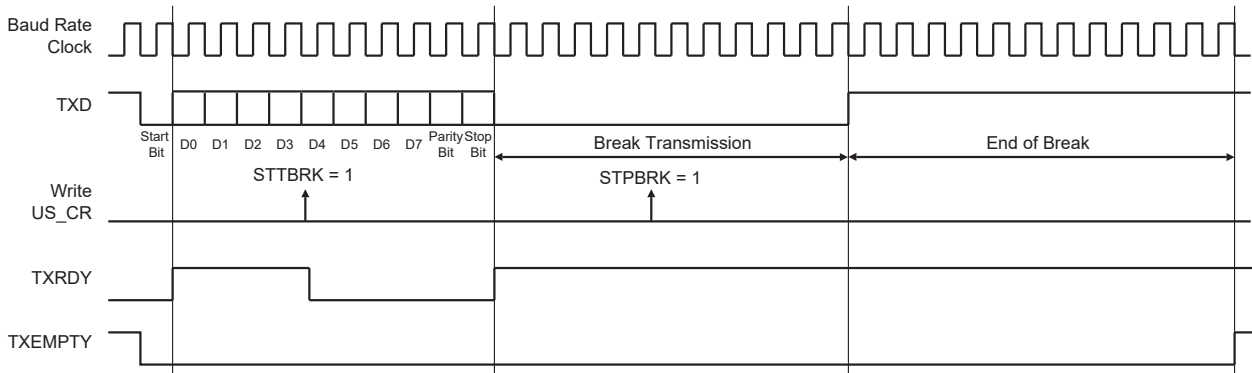 Baud Rate
Clock
TXD
Start
Bit
D0 D1 D2 D3 D4 D5 D6 D7
Parity
Bit
Stop
Bit
Break Transmission
End of Break
STTBRK = 1
STPBRK = 1
Write
US_CR
TXRDY
TXEMPTY